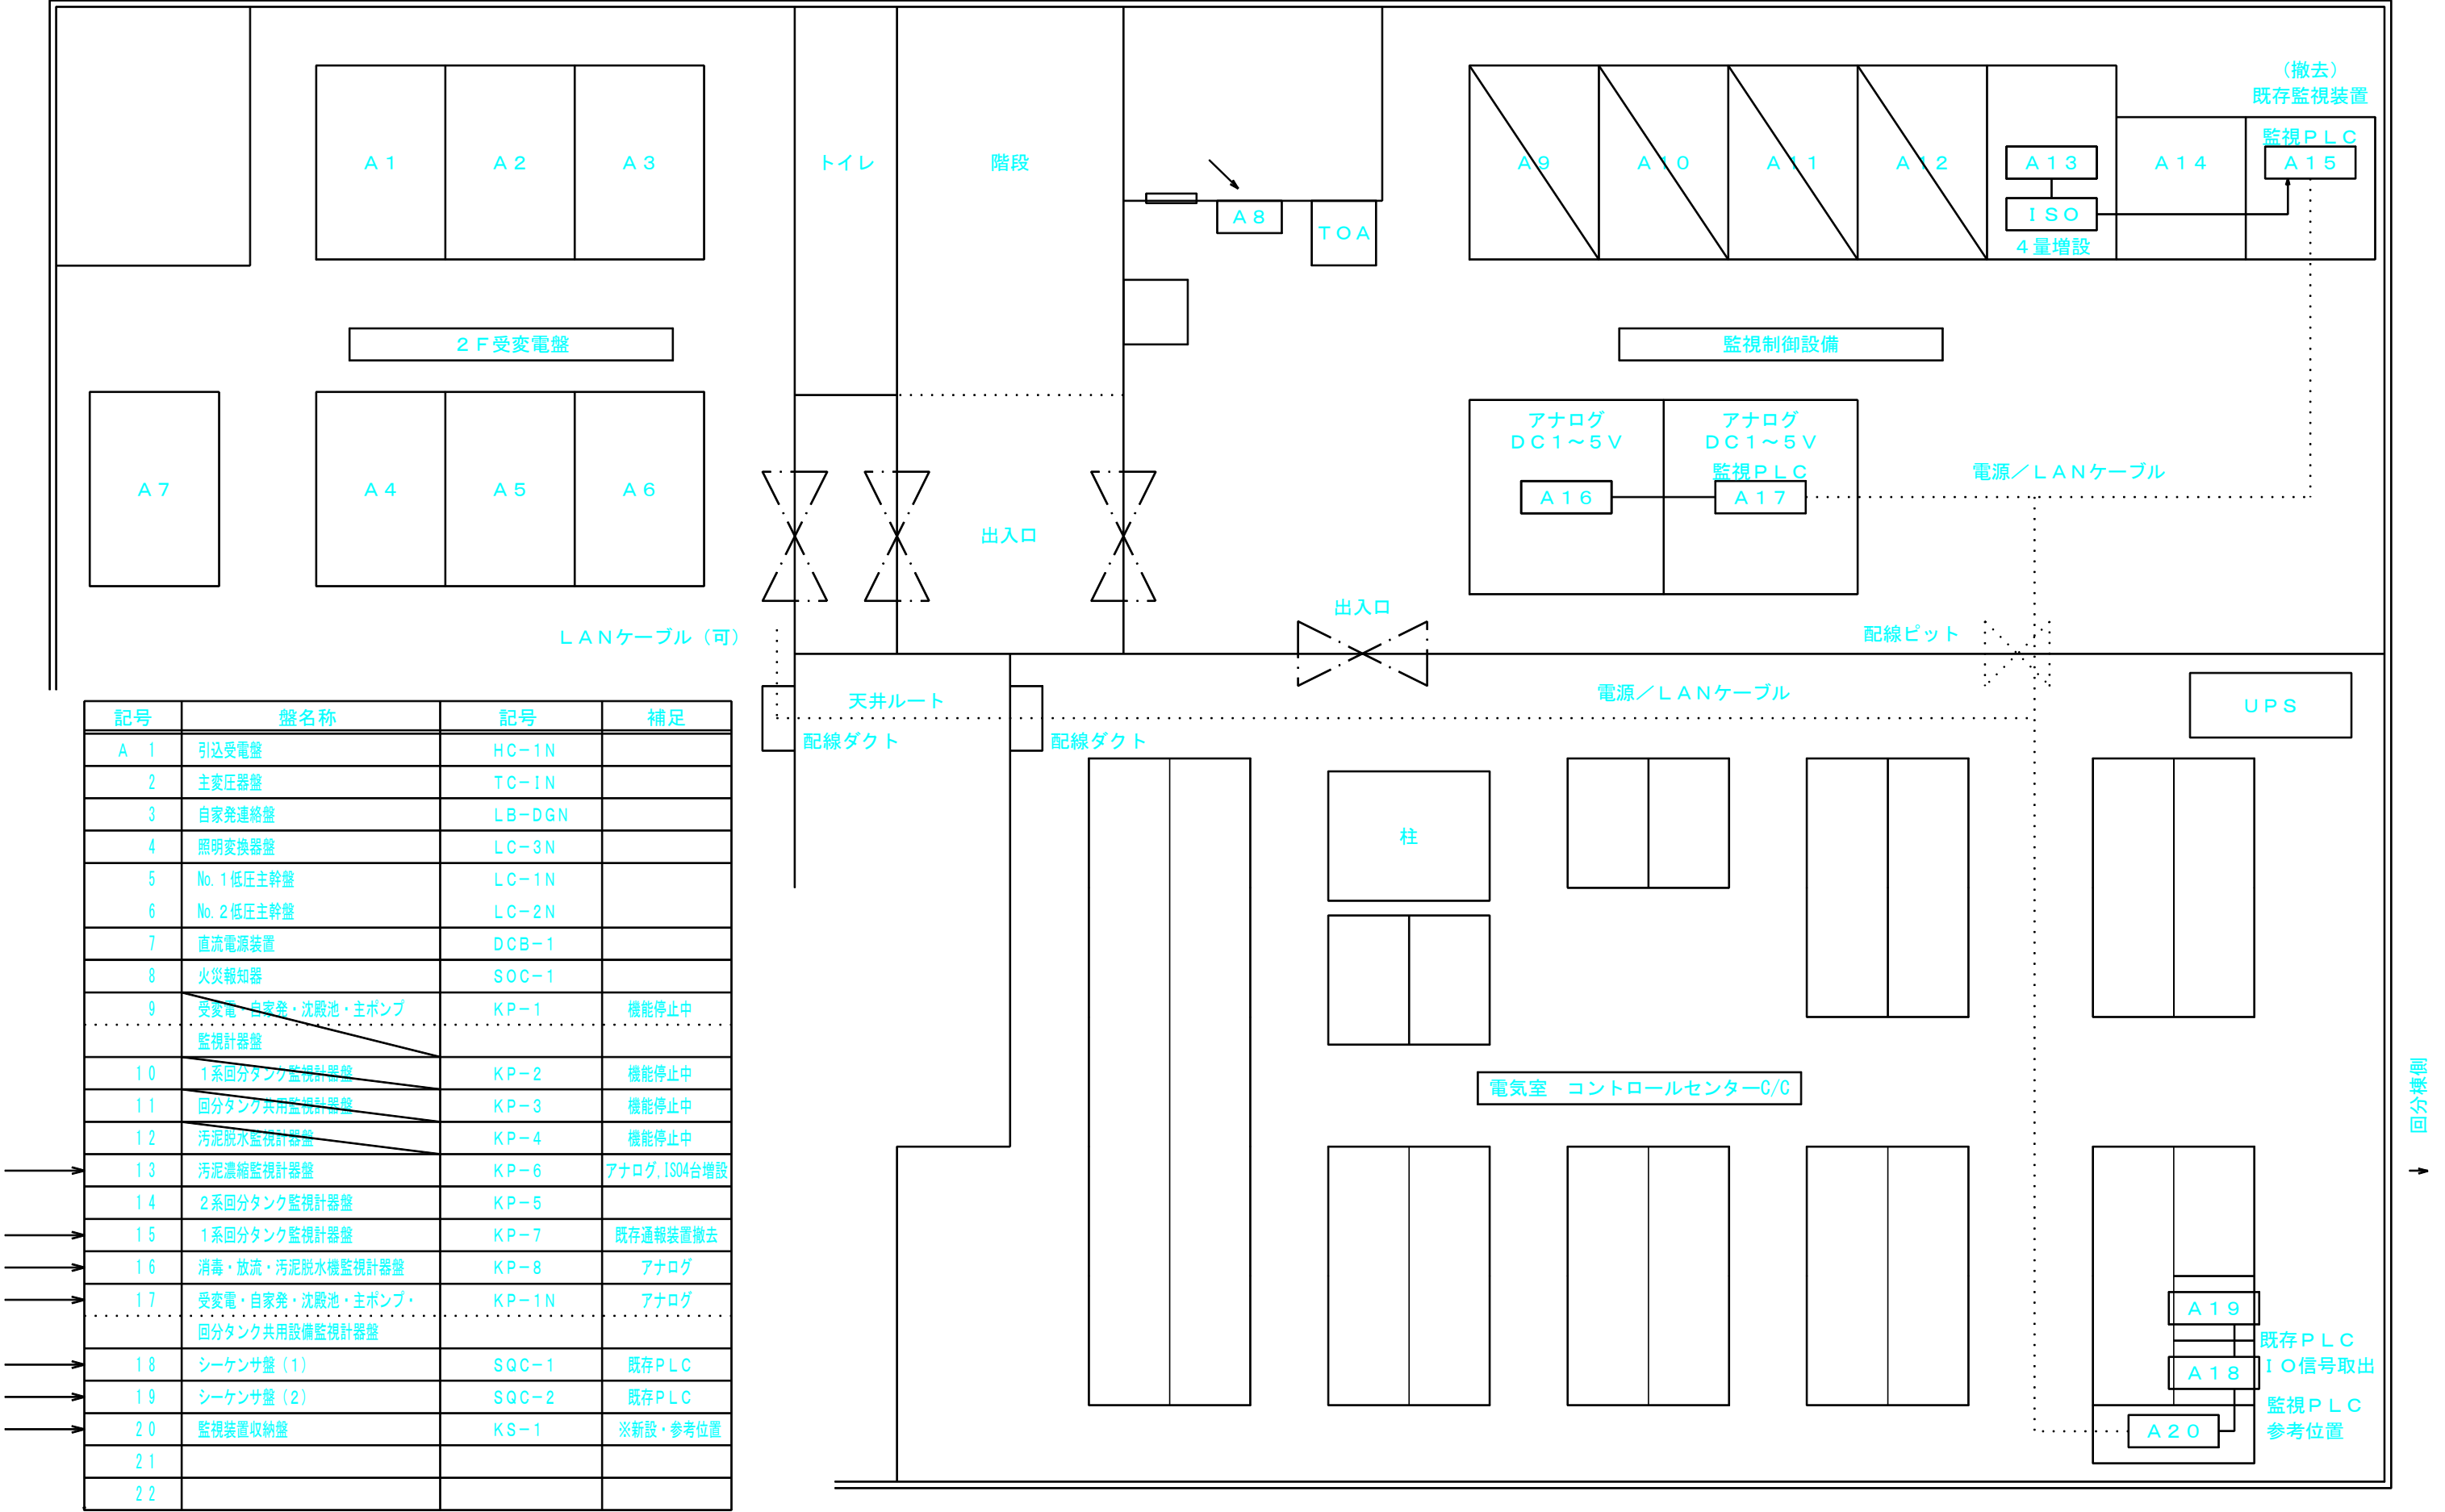 （撤去）
既存監視装置
監視ＰＬＣ
Ａ１
Ａ２
Ａ３
トイレ
階段
Ａ８
ＴＯＡ
Ａ９
Ａ１０
Ａ１１
Ａ１２
Ａ１３
ＩＳＯ
４量増設
Ａ１４
Ａ１５
２Ｆ受変電盤
監視制御設備
Ａ７
Ａ４
Ａ５
Ａ６
出入口
アナログ
ＤＣ１～５Ｖ
アナログ
ＤＣ１～５Ｖ
監視ＰＬＣ
Ａ１６
Ａ１７
電源／ＬＡＮケーブル
出入口
ＬＡＮケーブル（可）
配線ピット
天井ルート
電源／ＬＡＮケーブル
ＵＰＳ
配線ダクト
配線ダクト
柱
電気室　コントロールセンターC/C
回分棟側
Ａ１９
既存ＰＬＣ
ＩＯ信号取出
Ａ１８
監視ＰＬＣ
参考位置
Ａ２０
記号 盤名称 記号 補足
Ａ １ 引込受電盤 ＨＣ－１Ｎ
２ 主変圧器盤 ＴＣ－ＩＮ
３ 自家発連絡盤 ＬＢ－ＤＧＮ
４ 照明変換器盤 ＬＣ－３Ｎ
５ No.１低圧主幹盤 ＬＣ－１Ｎ
６ No.２低圧主幹盤 ＬＣ－２Ｎ
７ 直流電源装置 ＤＣＢ－１
８ 火災報知器 ＳＯＣ－１
９ 受変電・自家発・沈殿池・主ポンプ ＫＰ－１ 機能停止中
監視計器盤
１０ １系回分タンク監視計器盤 ＫＰ－２ 機能停止中
１１ 回分タンク共用監視計器盤 ＫＰ－３ 機能停止中
１２ 汚泥脱水監視計器盤 ＫＰ－４ 機能停止中
１３ 汚泥濃縮監視計器盤 ＫＰ－６ アナログ,ISO4台増設
１４ ２系回分タンク監視計器盤 ＫＰ－５
１５ １系回分タンク監視計器盤 ＫＰ－７ 既存通報装置撤去
１６ 消毒・放流・汚泥脱水機監視計器盤 ＫＰ－８ アナログ
１７ 受変電・自家発・沈殿池・主ポンプ・ ＫＰ－１Ｎ アナログ
回分タンク共用設備監視計器盤
１８ シーケンサ盤（１） ＳＱＣ－１ 既存ＰＬＣ
１９ シーケンサ盤（２） ＳＱＣ－２ 既存ＰＬＣ
２０ 監視装置収納盤 ＫＳ－１ ※新設・参考位置
２１
２２